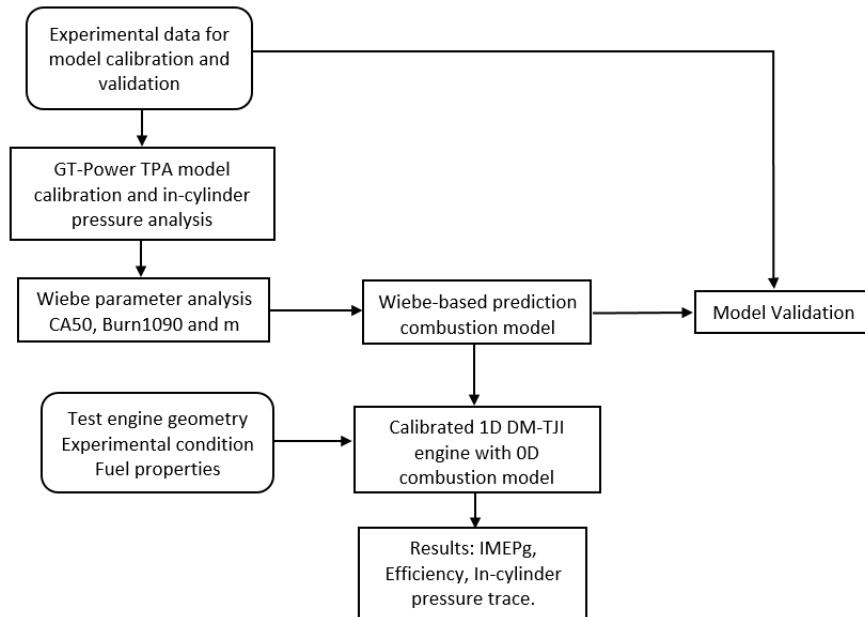 Experimental data for
model calibration and
validation
GT-Power TPA model
calibration and in-cylinder
pressure analysis
Wiebe parameter analysis
CA50, Burn1090 and m
Wiebe-based prediction
combustion model
Model Validation
Test engine geometry
Experimental condition
Fuel properties
Calibrated 1D DM-TJI
engine with 0D
combustion model
Results: IMEPg,
Efficiency, In-cylinder
pressure trace.